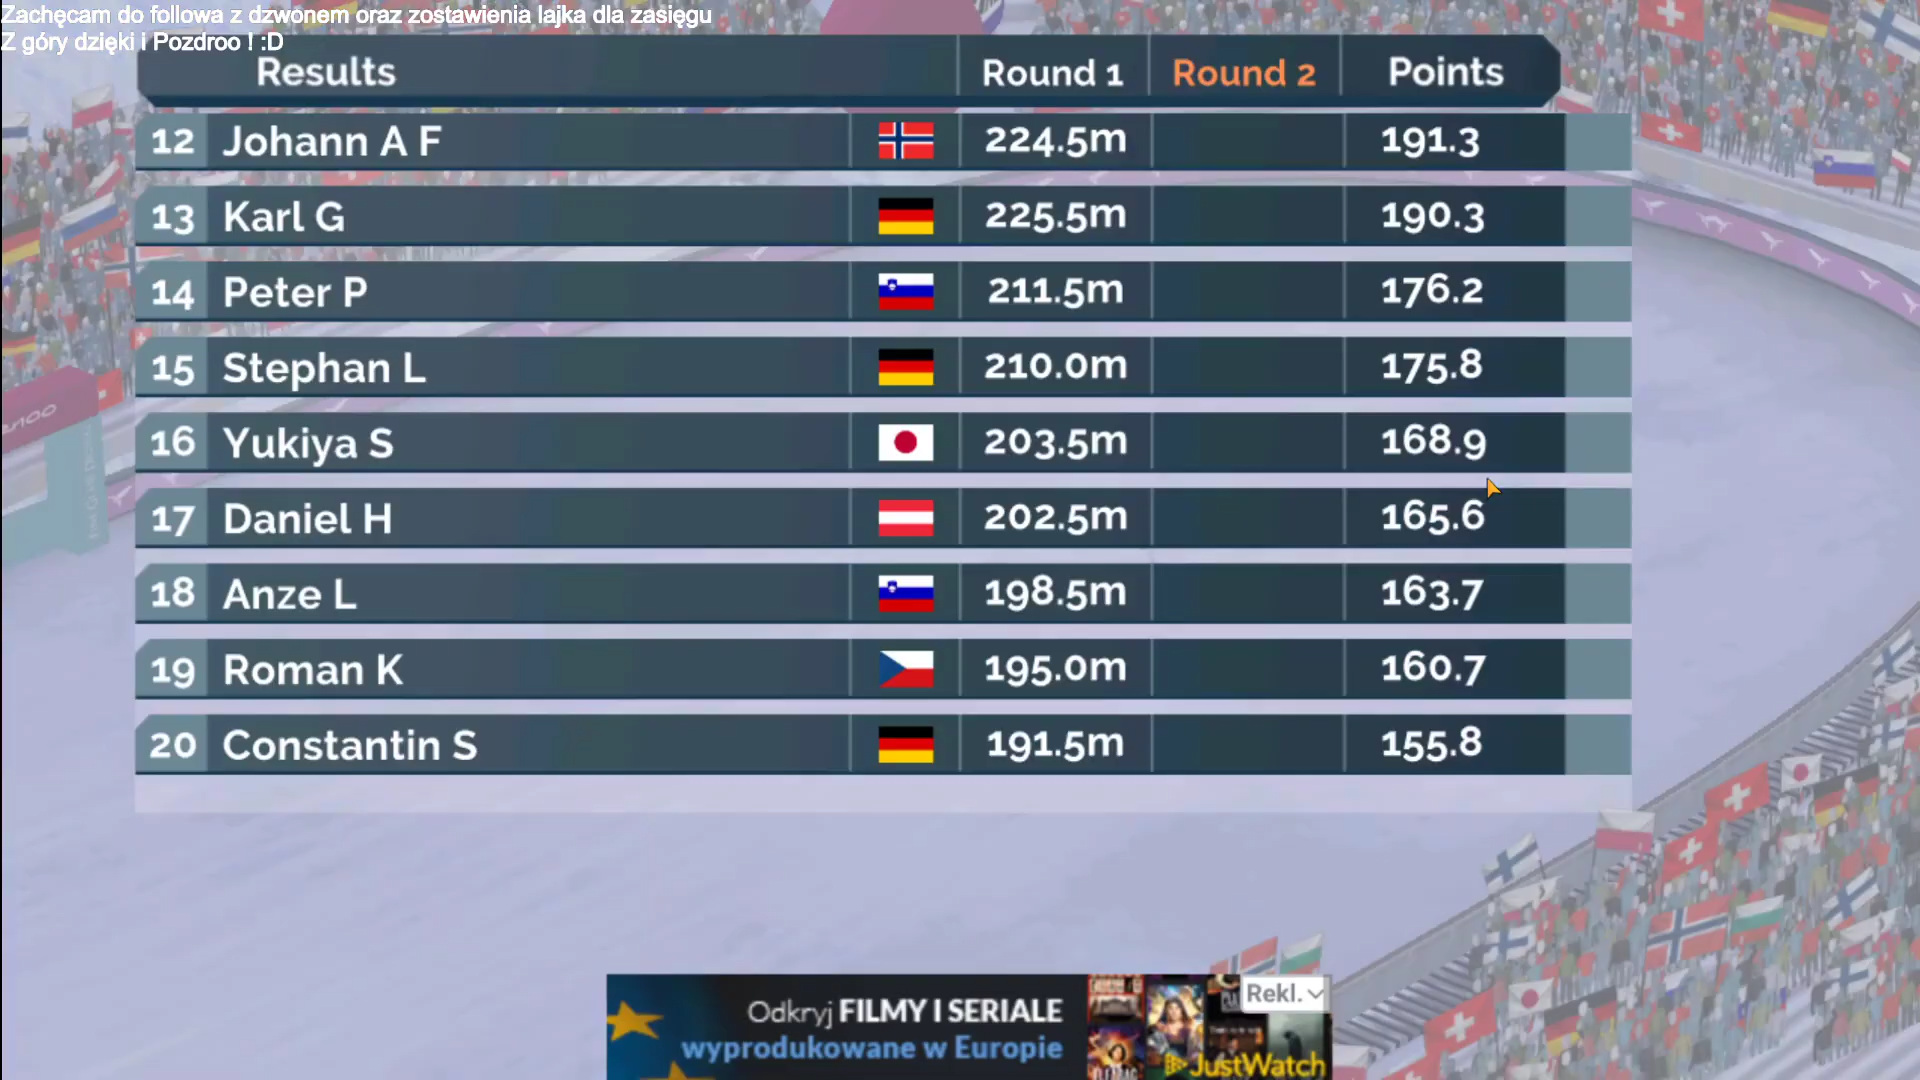 Zachęcam do followa z dzwonem oraz zostawienia lajka dla zasięgu
Z góry dzięki i Pozdroo ! :D
Results Round 1 Round 2 Points
12 Johann A F 224.5m 191.3
13 Karl G 225.5m 190.3
14 Peter P 211.5m 176.2
15 Stephan L 210.0m 175.8
16 Yukiya S 203.5m 168.9
17 Daniel H 202.5m 165.6
18 Anze L 198.5m 163.7
19 Roman K 195.0m 160.7
20 Constantin S 191.5m 155.8
Odkryj FILMY I SERIALE
wyprodukowane w Europie
Rekl.
JustWatch